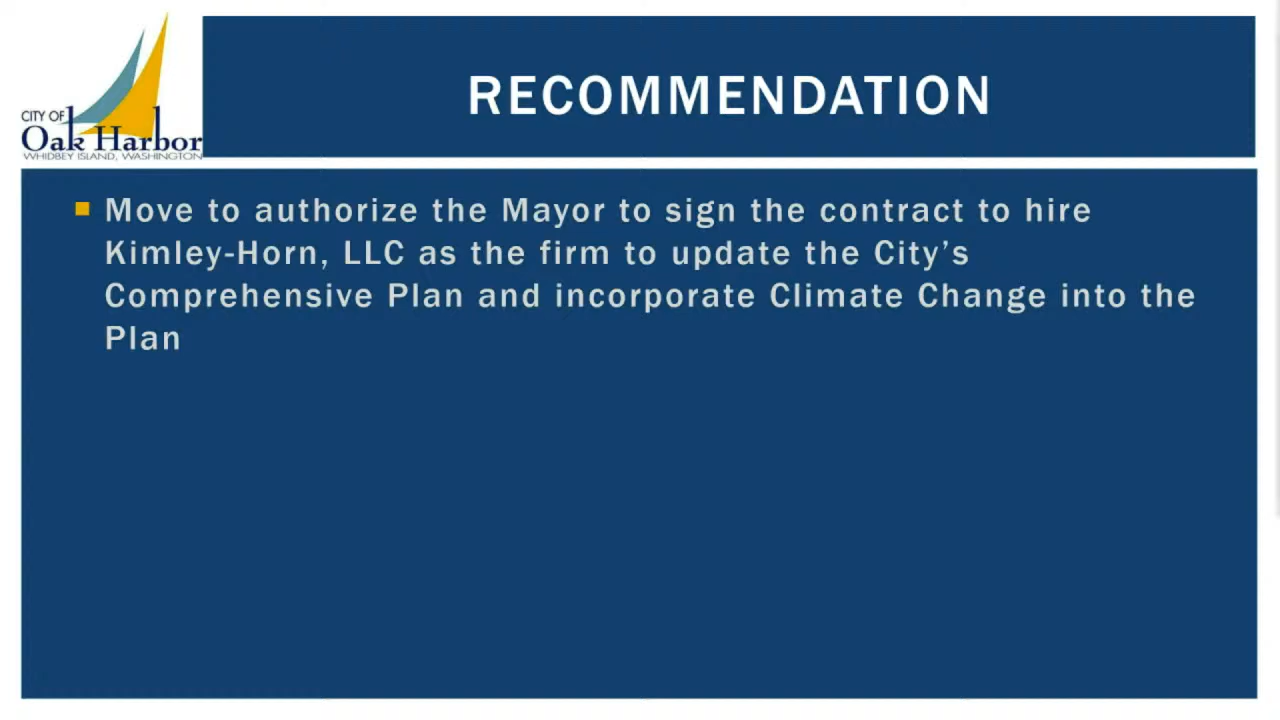 CITY OF
Oak Harbor
WHIDBEY ISLAND, WASHINGTON
RECOMMENDATION
Move to authorize the Mayor to sign the contract to hire
Kimley-Horn, LLC as the firm to update the City’s
Comprehensive Plan and incorporate Climate Change into the
Plan